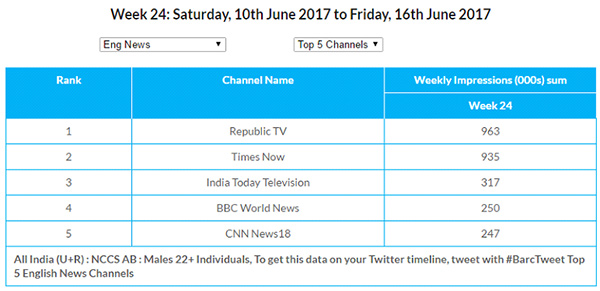 Week 24: Saturday, 10th June 2017 to Friday, 16th June 2017
Eng News Top 5 Channels
Rank Channel Name Weekly Impressions (000s) sum
Week 24
1 Republic TV 963
2 Times Now 935
3 India Today Television 317
4 BBC World News 250
5 CNN News18 247
All India (U+R) : NCCS AB : Males 22+ Individuals, To get this data on your Twitter timeline, tweet with #BarcTweet Top
5 English News Channels